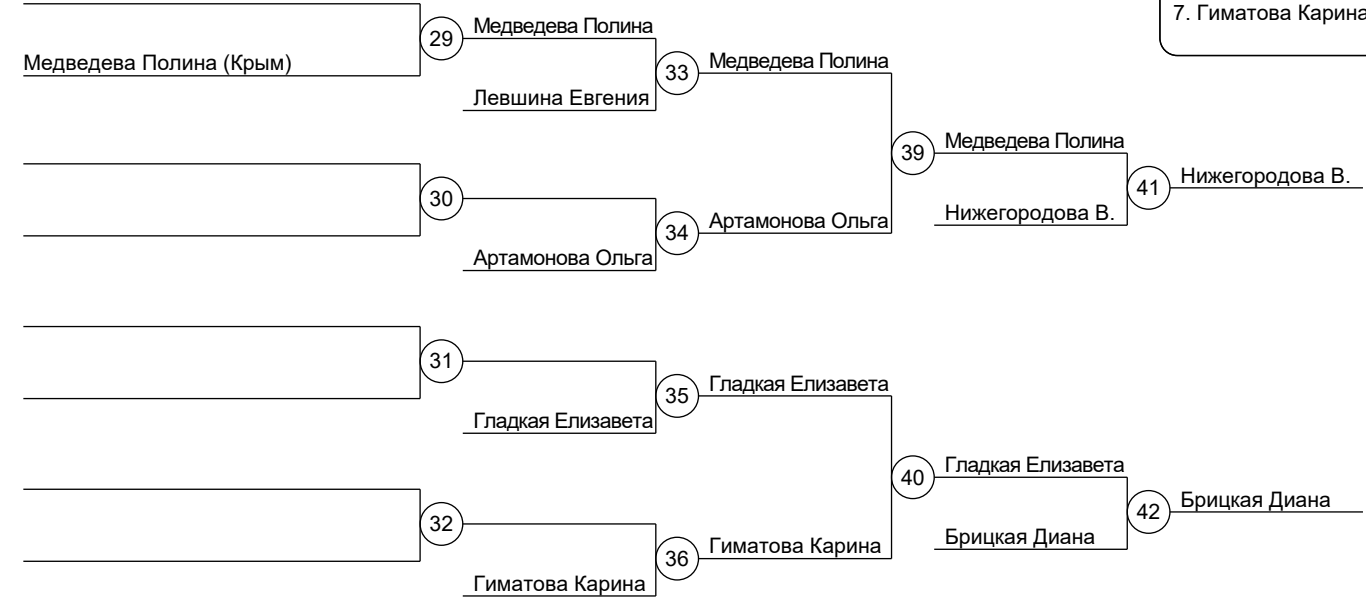 7. Гиматова Карина
Медведева Полина (Крым)
29
Медведева Полина
Левшина Евгения
33
Медведева Полина
30
Артамонова Ольга
34
Артамонова Ольга
39
Медведева Полина
Нижегородова В.
41
Нижегородова В.
31
Гладкая Елизавета
35
Гладкая Елизавета
32
Гиматова Карина
36
Гиматова Карина
40
Гладкая Елизавета
Брицкая Диана
42
Брицкая Диана